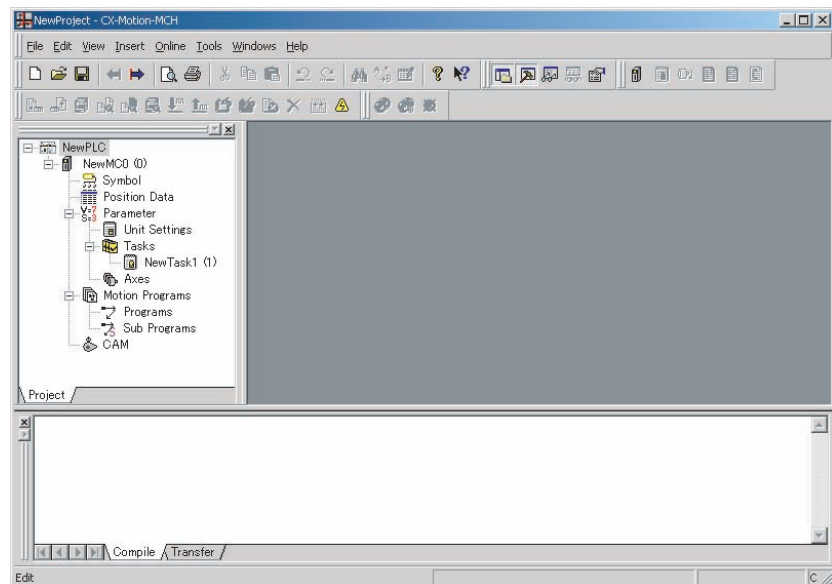 NewProject - CX-Motion-MCH
File Edit View Insert Online Tools Windows Help
NewPLC
NewMC0 (0)
Symbol
Position Data
Parameter
Unit Settings
Tasks
NewTask1 (1)
Axes
Motion Programs
Programs
Sub Programs
CAM
Project
Compile Transfer
Edit
C